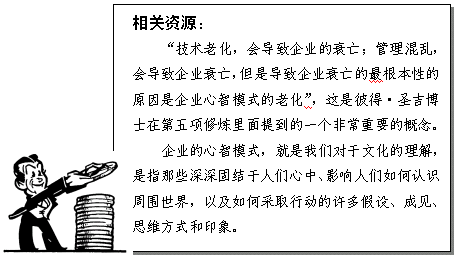 相关资源：
“技术老化，会导致企业的衰亡；管理混乱，
会导致企业衰亡，但是导致企业衰亡的最根本性的
原因是企业心智模式的老化”，这是彼得·圣吉博
士在第五项修炼里面提到的一个非常重要的概念。
企业的心智模式，就是我们对于文化的理解，
是指那些深深团结于人们心中、影响人们如何认识
周围世界，以及如何采取行动的许多假设、成见、
思维方式和印象。